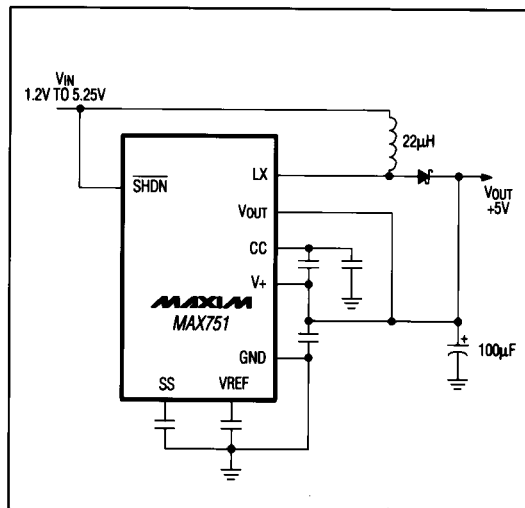 VIN
1.2V TO 5.25V
22µH
LX
SHDN
VOUT
VOUT
+5V
CC
V+
MAXIM
MAX751
+
100µF
GND
SS VREF